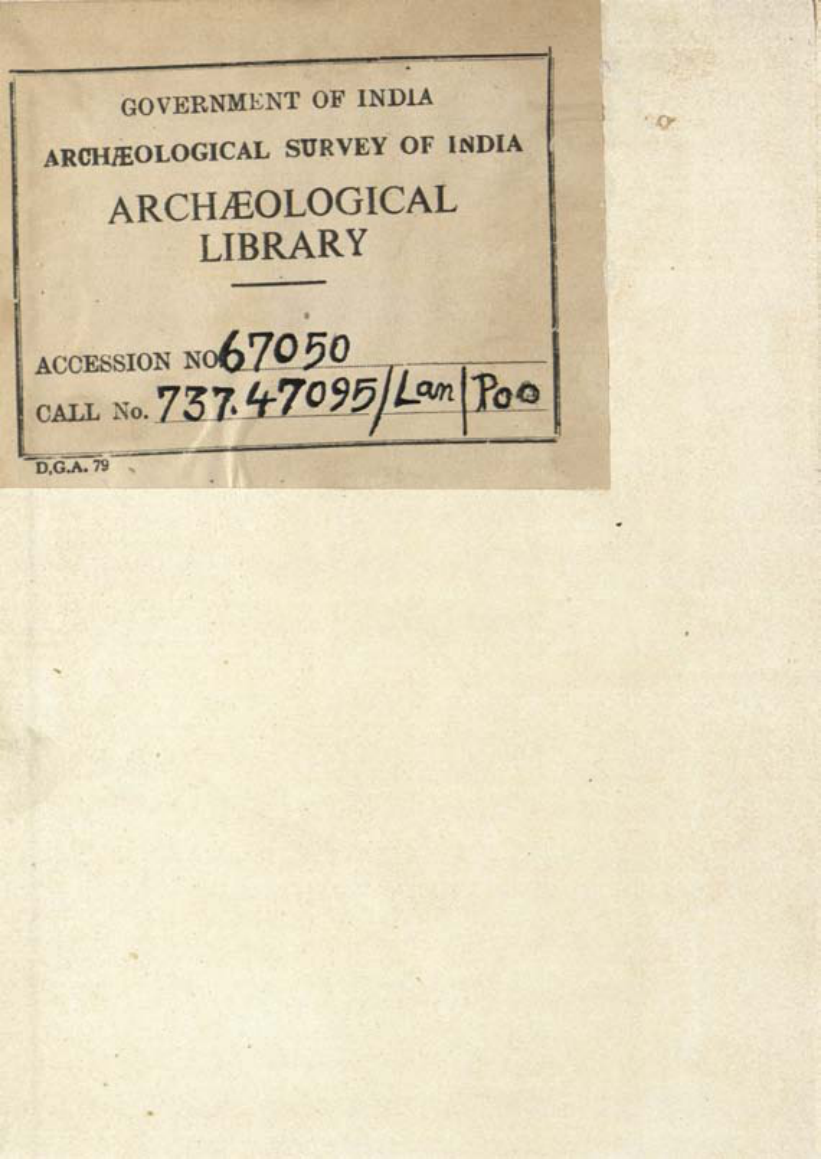 GOVERNMENT OF INDIA
ARCHÆOLOGICAL SURVEY OF INDIA
ARCHÆOLOGICAL
LIBRARY
ACCESSION NO 67050
CALL No. 737.47095/Lan/Poo
D.G.A. 79